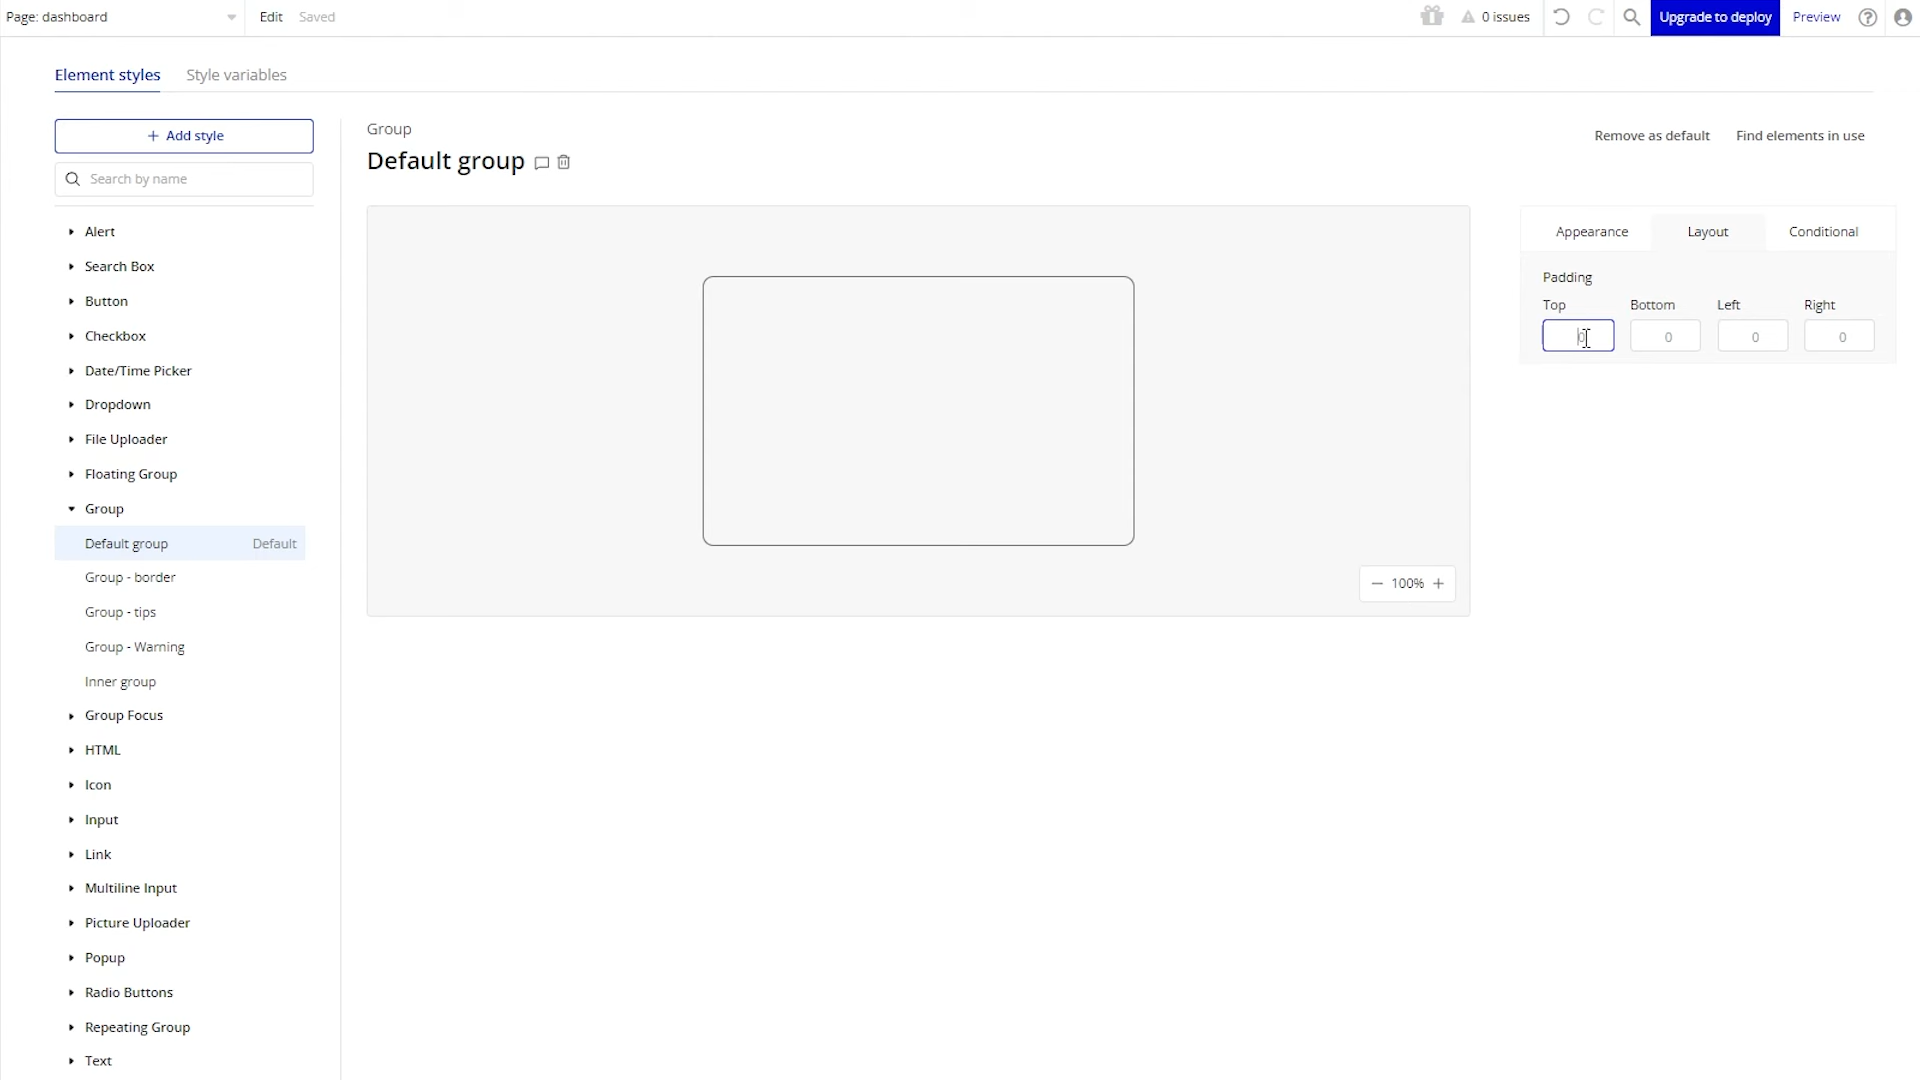 Page: dashboard
Edit
Saved
0 issues
Upgrade to deploy
Preview
Element styles
Style variables
+ Add style
Search by name
Alert
Search Box
Button
Checkbox
Date/Time Picker
Dropdown
File Uploader
Floating Group
Group
Default group Default
Group - border
Group - tips
Group - Warning
Inner group
Group Focus
HTML
Icon
Input
Link
Multiline Input
Picture Uploader
Popup
Radio Buttons
Repeating Group
Text
Group
Default group
Remove as default
Find elements in use
100%
Appearance
Layout
Conditional
Padding
Top Bottom Left Right
0 0 0 0